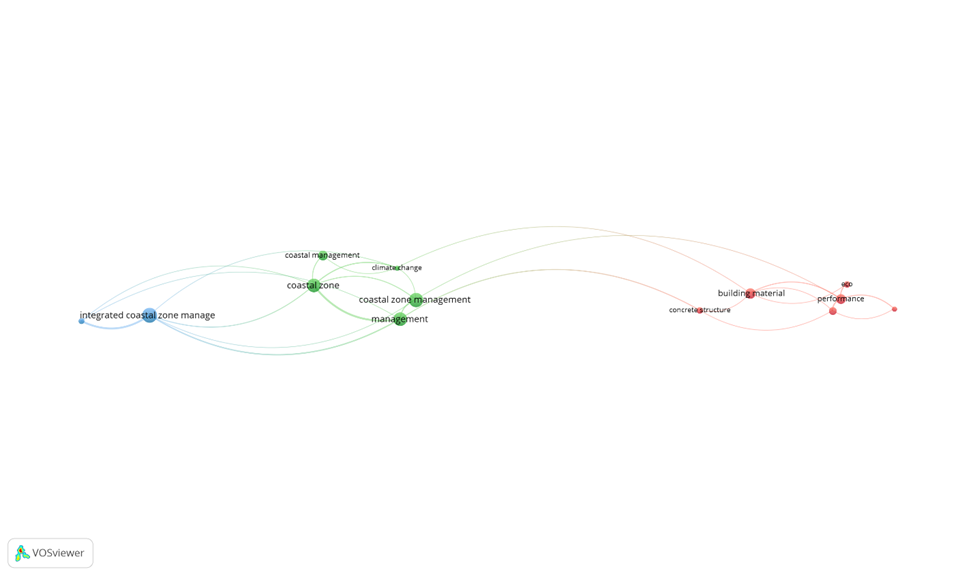 coastal management
climate change
coastal zone
coastal zone management
integrated coastal zone manage
management
eco
building material
performance
concrete structure
VOSviewer